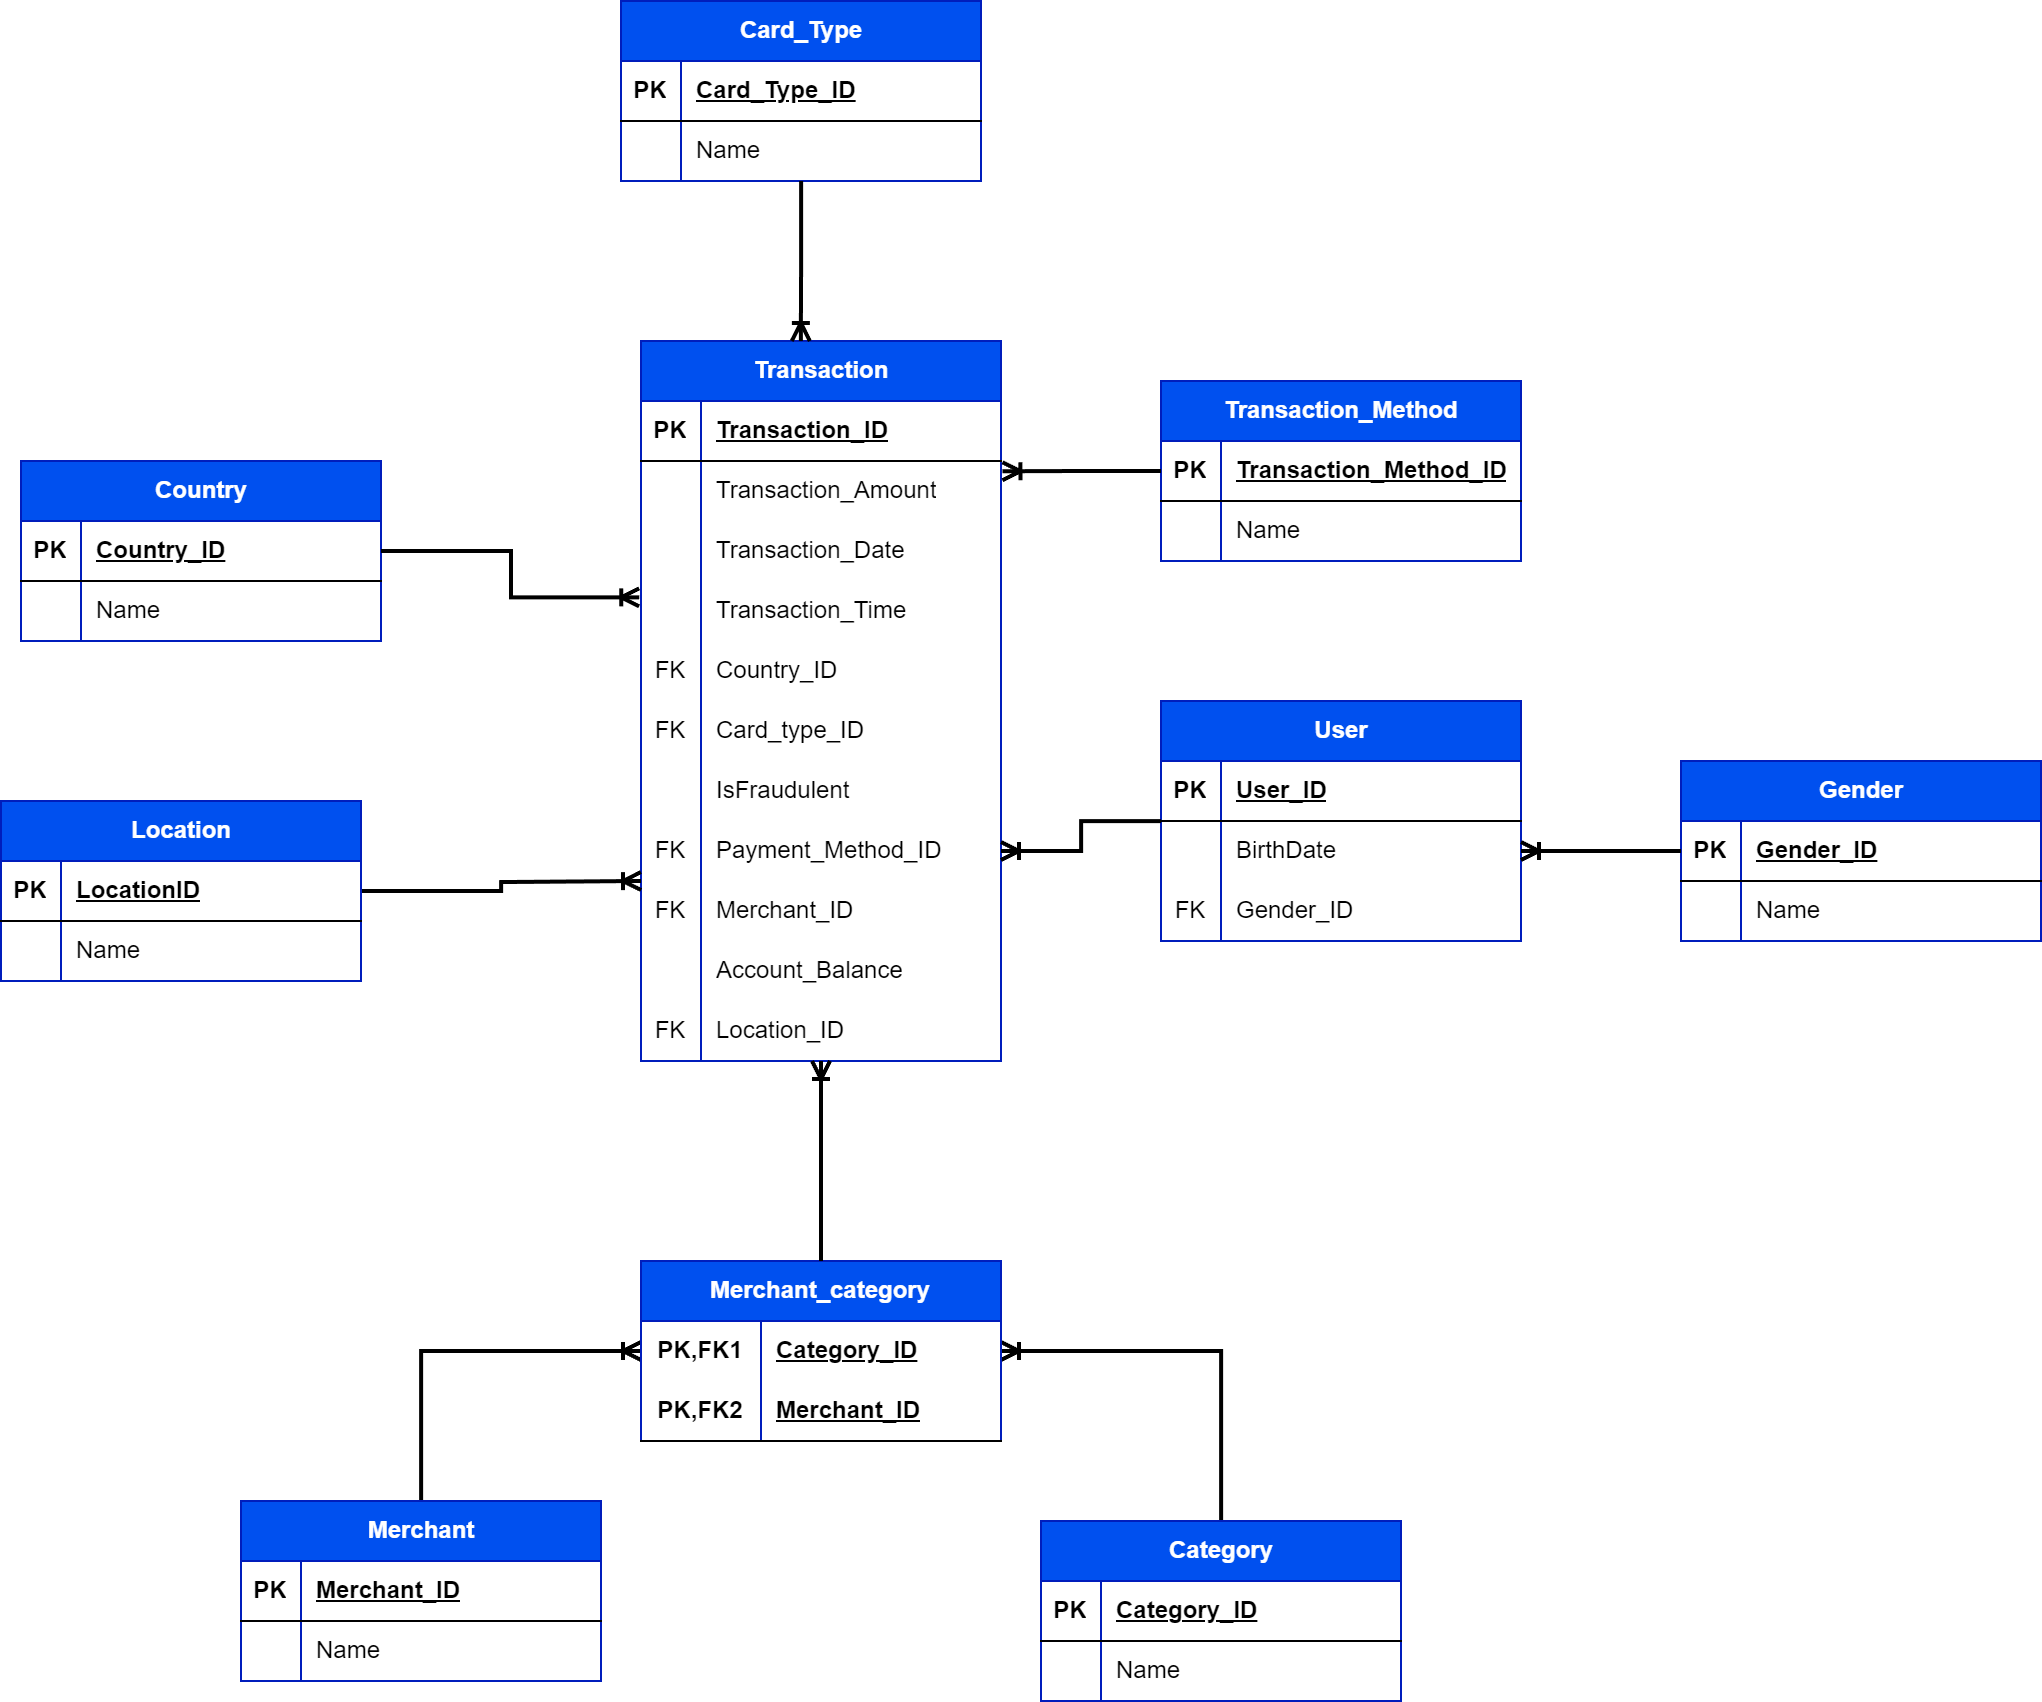 Card_Type
PK Card_Type_ID
Name
Transaction
PK Transaction_ID
Transaction_Amount
Transaction_Date
Transaction_Time
FK Country_ID
FK Card_type_ID
IsFraudulent
FK Payment_Method_ID
FK Merchant_ID
Account_Balance
FK Location_ID
Transaction_Method
PK Transaction_Method_ID
Name
Country
PK Country_ID
Name
User
PK User_ID
BirthDate
FK Gender_ID
Gender
PK Gender_ID
Name
Location
PK LocationID
Name
Merchant_category
PK,FK1 Category_ID
PK,FK2 Merchant_ID
Merchant
PK Merchant_ID
Name
Category
PK Category_ID
Name